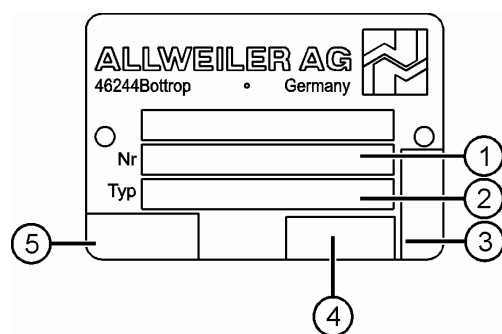 ALLWEILER AG
46244Bottrop • Germany
Nr 1
Typ 2
3
5
4